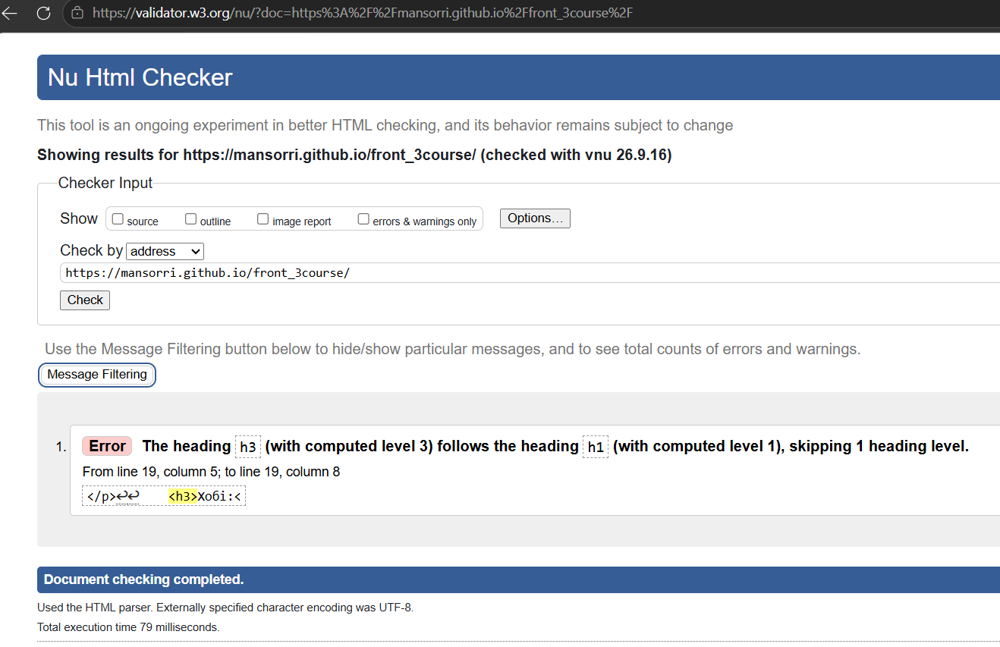 https://validator.w3.org/nu/?doc=https%3A%2F%2Fmansorri.github.io%2Ffront_3course%2F
Nu Html Checker
This tool is an ongoing experiment in better HTML checking, and its behavior remains subject to change
Showing results for https://mansorri.github.io/front_3course/ (checked with vnu 26.9.16)
Checker Input
Show source outline image report errors & warnings only Options…
Check by address
https://mansorri.github.io/front_3course/
Check
Use the Message Filtering button below to hide/show particular messages, and to see total counts of errors and warnings.
Message Filtering
1. Error The heading h3 (with computed level 3) follows the heading h1 (with computed level 1), skipping 1 heading level.
From line 19, column 5; to line 19, column 8
</p>↩↩    <h3>Хобі:<
Document checking completed.
Used the HTML parser. Externally specified character encoding was UTF-8.
Total execution time 79 milliseconds.